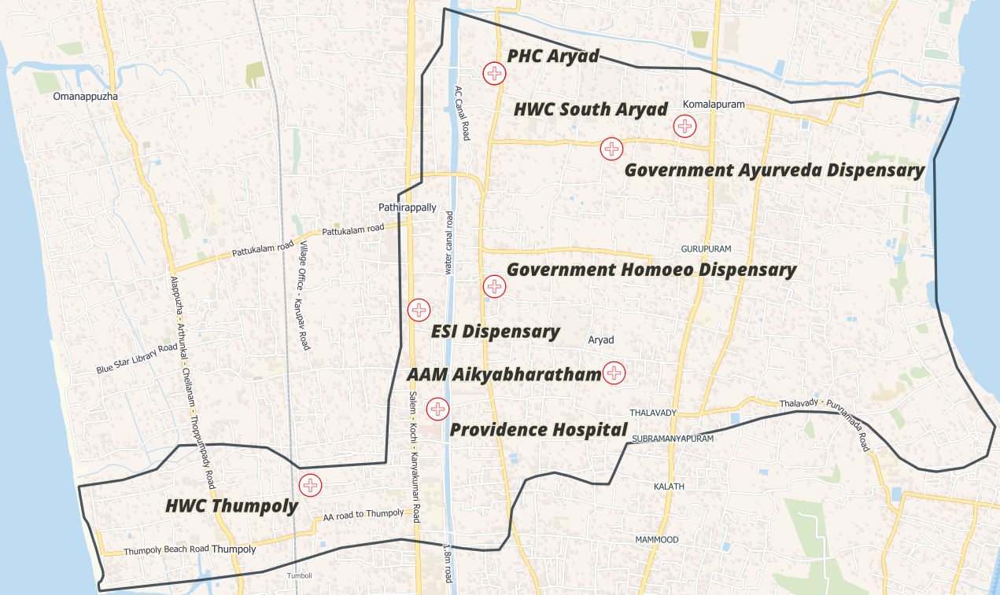 PHC Aryad
AC Canal Road
Omanappuzha
HWC South Aryad
Komalapuram
Government Ayurveda Dispensary
Pathirappally
water canal road
Pattukalam road
Pattukalam road
Village Office - Karupav Road
GURUPURAM
Government Homoeo Dispensary
Alappuzha - Arthunkal - Chellanam - Thoppumpady Road
ESI Dispensary
Aryad
Blue Star Library Road
AAM Aikyabharatham
Salem - Kochi - Kanyakumari Road
Thalavady - Punnamada Road
THALAVADY
Providence Hospital
SUBRAMANYAPURAM
KALATH
HWC Thumpoly
AA road to Thumpoly
MAMMOOD
Thumpoly Beach Road
Thumpoly
1.8m road
Tumboli